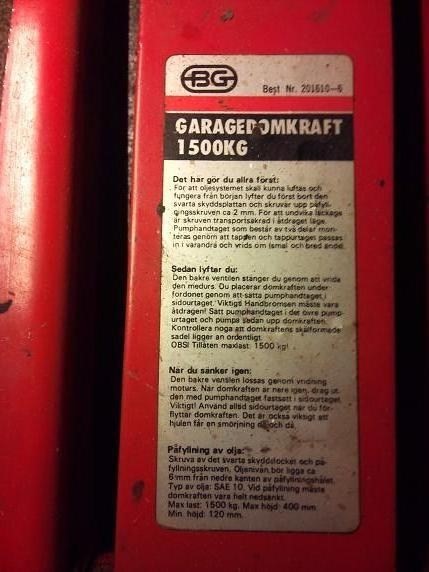 BG
Best Nr. 201610-6
GARAGEDOMKRAFT
1500KG
Det här gör du allra först:
För att oljesystemet skall kunna luftas och
fungera från början lyfter du först bort den
svarta skyddsplattan och skruvar upp påfyll-
ningsskruven ca 2 mm. För att undvika läckage
är skruven transportsäkrad i åtdraget läge.
Pumphandtaget som består av två delar mon-
teras genom att tappen och tappurtaget passas
in i varandra och vrids om (smal och bred ände).
Sedan lyfter du:
Den bakre ventilen stänger du genom att vrida
den medurs. Du placerar domkraften under
fordonet genom att sätta pumphandtaget i
sidourtaget. Viktigt! Handbromsen måste vara
åtdragen! Sätt pumphandtaget i det övre pump-
urtaget och pumpa sedan upp domkraften.
Kontrollera noga att domkraftens skålformade
sadel ligger an ordentligt.
OBS! Tillåten maxlast: 1500 kg!
När du sänker igen:
Den bakre ventilen lossas genom vridning
moturs. När domkraften är nere igen, drag ut
den med pumphandtaget fastsatt i sidourtaget.
Viktigt! Använd alltid sidourtaget när du för-
flyttar domkraften. Det är också viktigt att
hjulen får en smörjning då och då.
Påfyllning av olja:
Skruva av det svarta skyddslocket och på-
fyllningsskruven. Oljenivån bör ligga ca
6 mm från nedre kanten av påfyllningshålet.
Typ av olja: SAE 10. Vid påfyllning måste
domkraften vara helt nedsänkt.
Max last: 1500 kg. Max höjd: 400 mm
Min. höjd: 120 mm.